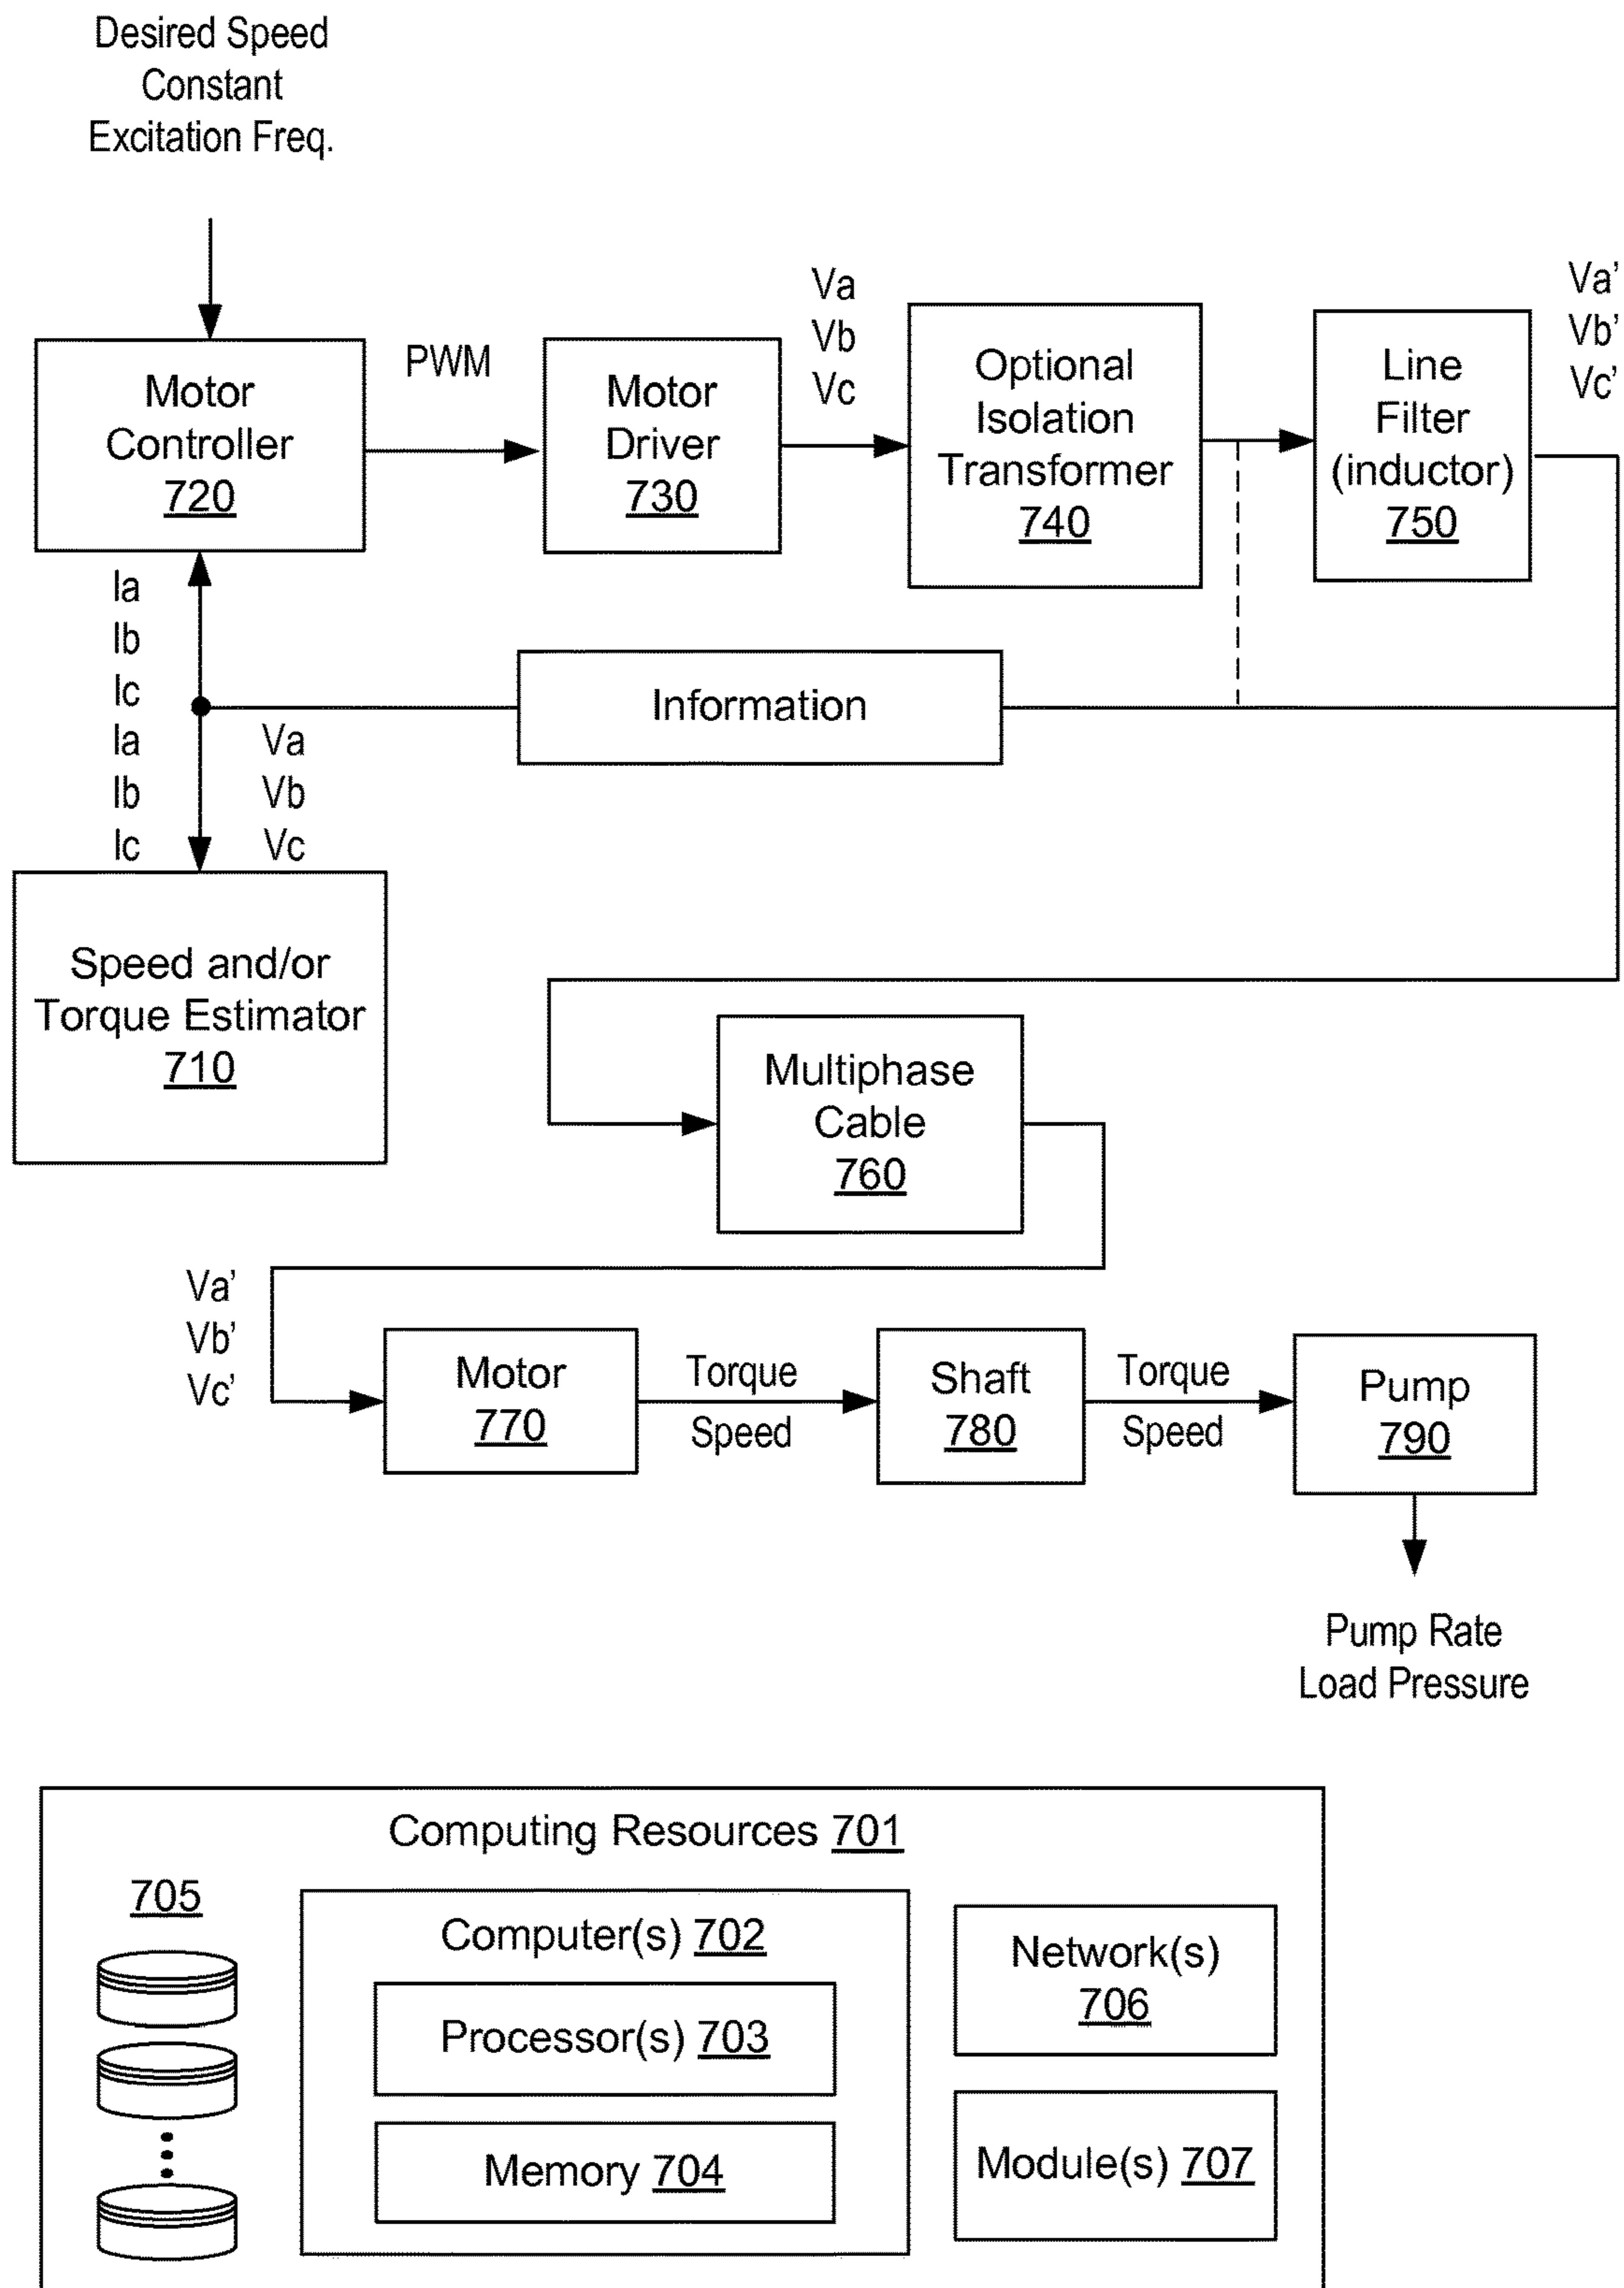 Desired Speed
Constant
Excitation Freq.
Motor
Controller
720
PWM
Motor
Driver
730
Va
Vb
Vc
Optional
Isolation
Transformer
740
Line
Filter
(inductor)
750
Va’
Vb’
Vc’
Ia
Ib
Ic
Information
Ia
Ib
Ic
Va
Vb
Vc
Speed and/or
Torque Estimator
710
Multiphase
Cable
760
Va’
Vb’
Vc’
Motor
770
Torque
Speed
Shaft
780
Torque
Speed
Pump
790
Pump Rate
Load Pressure
Computing Resources 701
705
Computer(s) 702
Processor(s) 703
Memory 704
Network(s)
706
Module(s) 707